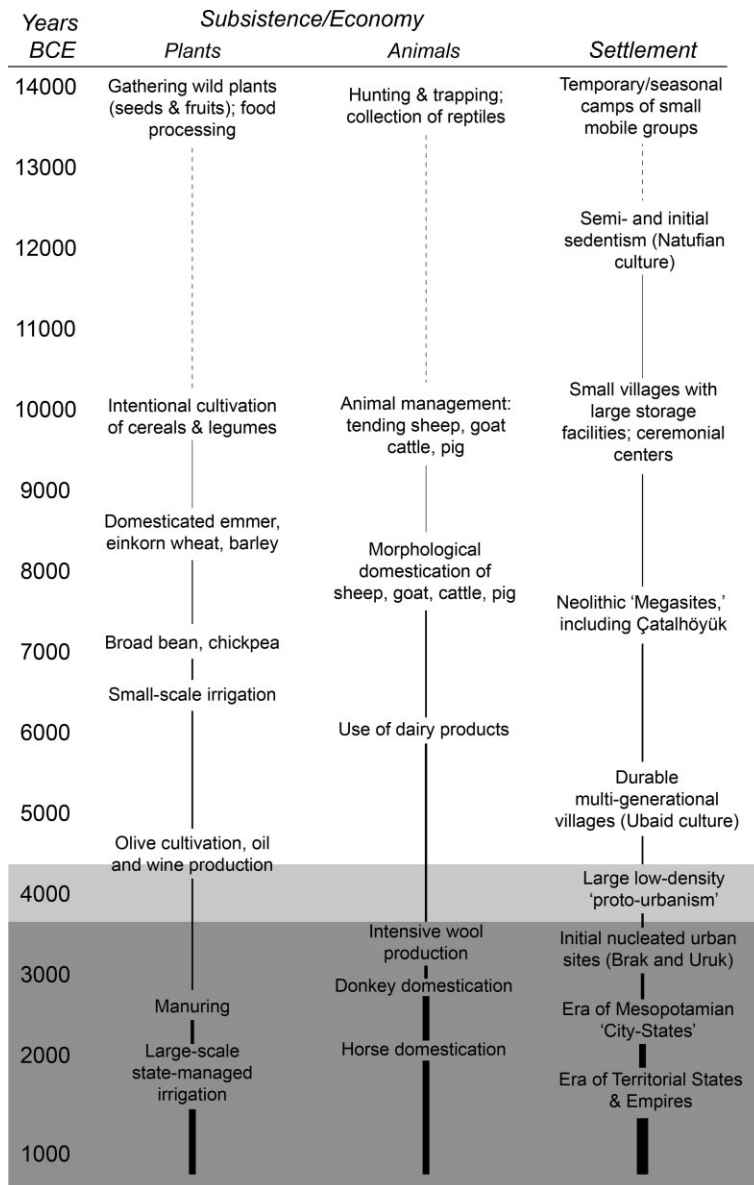 Years
BCE
Subsistence/Economy
Plants
Animals
Settlement
14000
13000
12000
11000
10000
9000
8000
7000
6000
5000
4000
3000
2000
1000
Gathering wild plants
(seeds & fruits); food
processing
Intentional cultivation
of cereals & legumes
Domesticated emmer,
einkorn wheat, barley
Broad bean, chickpea
Small-scale irrigation
Olive cultivation, oil
and wine production
Manuring
Large-scale
state-managed
irrigation
Hunting & trapping;
collection of reptiles
Animal management:
tending sheep, goat
cattle, pig
Morphological
domestication of
sheep, goat, cattle, pig
Use of dairy products
Intensive wool
production
Donkey domestication
Horse domestication
Temporary/seasonal
camps of small
mobile groups
Semi- and initial
sedentism (Natufian
culture)
Small villages with
large storage
facilities; ceremonial
centers
Neolithic ‘Megasites,’
including Çatalhöyük
Durable
multi-generational
villages (Ubaid culture)
Large low-density
‘proto-urbanism’
Initial nucleated urban
sites (Brak and Uruk)
Era of Mesopotamian
‘City-States’
Era of Territorial States
& Empires